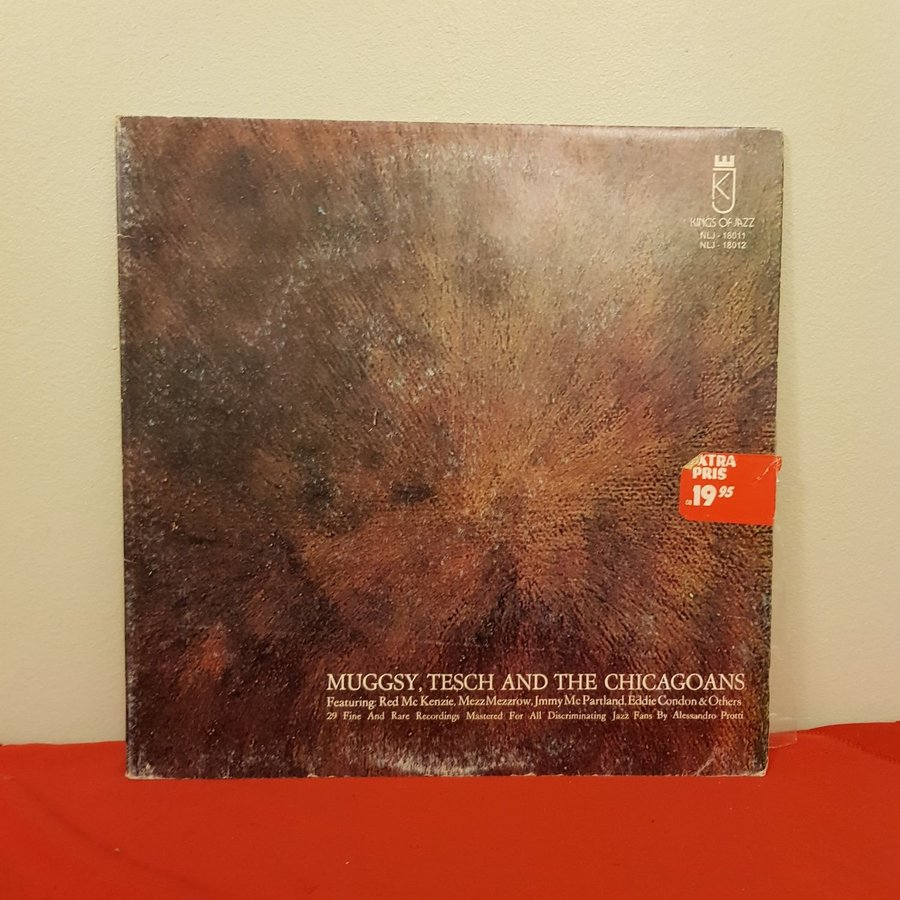 KJ
KINGS OF JAZZ
NLJ - 18011
NLJ - 18012
XTRA
PRIS
19 95
MUGGSY, TESCH AND THE CHICAGOANS
Featuring: Red Mc Kenzie, Mezz Mezzrow, Jmmy Mc Partland, Eddie Condon & Others
29 Fine And Rare Recordings Mastered For All Discriminating Jazz Fans By Alessandro Protti